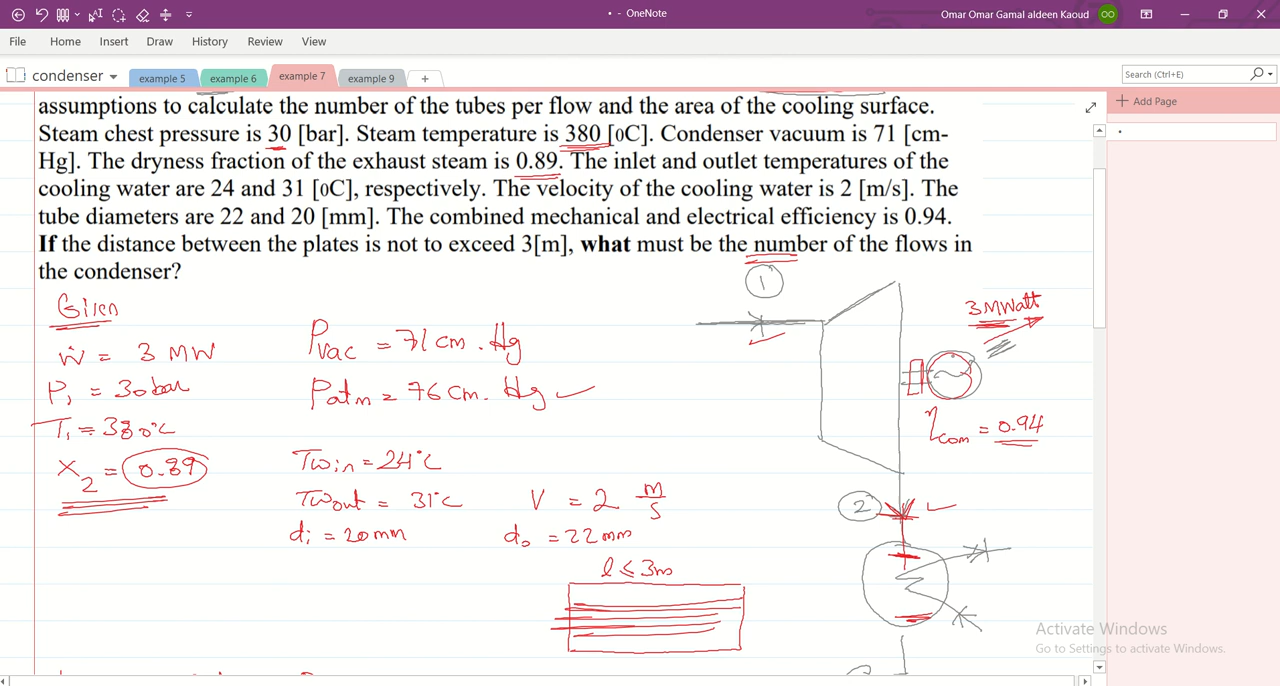 OneNote
Omar Omar Gamal aldeen Kaoud OO
File Home Insert Draw History Review View
condenser example 5 example 6 example 7 example 9 +
Search (Ctrl+E)
Add Page
assumptions to calculate the number of the tubes per flow and the area of the cooling surface.
Steam chest pressure is 30 [bar]. Steam temperature is 380 [0C]. Condenser vacuum is 71 [cm-
Hg]. The dryness fraction of the exhaust steam is 0.89. The inlet and outlet temperatures of the
cooling water are 24 and 31 [0C], respectively. The velocity of the cooling water is 2 [m/s]. The
tube diameters are 22 and 20 [mm]. The combined mechanical and electrical efficiency is 0.94.
If the distance between the plates is not to exceed 3[m], what must be the number of the flows in
the condenser?
1
Given
3 MWatt
ẇ = 3 MW
Pvac = 71 cm. Hg
P1 = 30 bar
Patm = 76 cm. Hg
T1 = 380°C
ηcom = 0.94
x2 = 0.89
Twin = 24°C
Twout = 31°C V = 2 m/s
2
di = 20mm do = 22mm
l ≤ 3m
Activate Windows
Go to Settings to activate Windows.